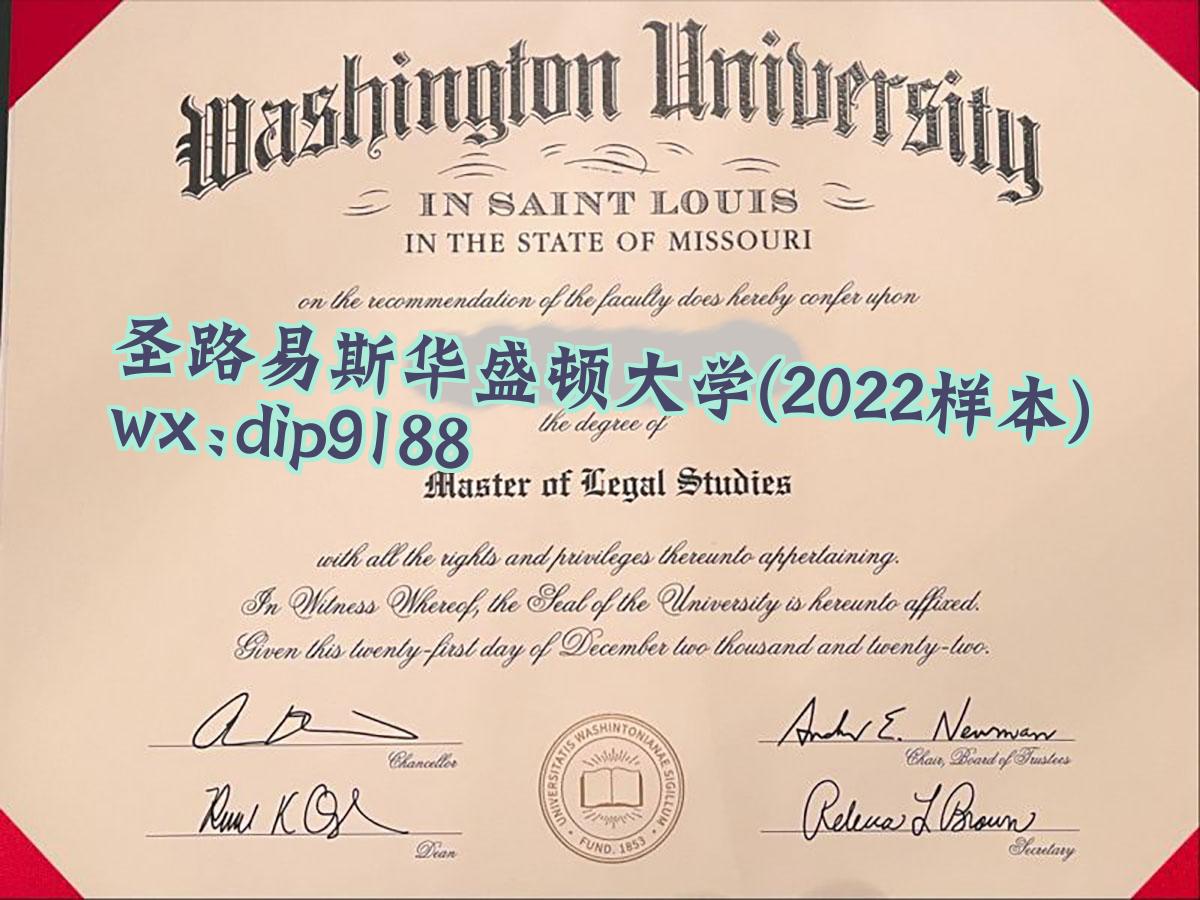 Washington University
IN SAINT LOUIS
IN THE STATE OF MISSOURI
on the recommendation of the faculty does hereby confer upon
圣路易斯华盛顿大学(2022样本)
wx:dip9188
the degree of
Master of Legal Studies
with all the rights and privileges thereunto appertaining.
In Witness Whereof, the Seal of the University is hereunto affixed.
Given this twenty-first day of December two thousand and twenty-two.
Andrew E. Newman
Chancellor
Chair, Board of Trustees
UNIVERSITATIS WASHINTONIANAE SIGILLUM
FUND. 1853
Rebecca L Brown
Dean
Secretary